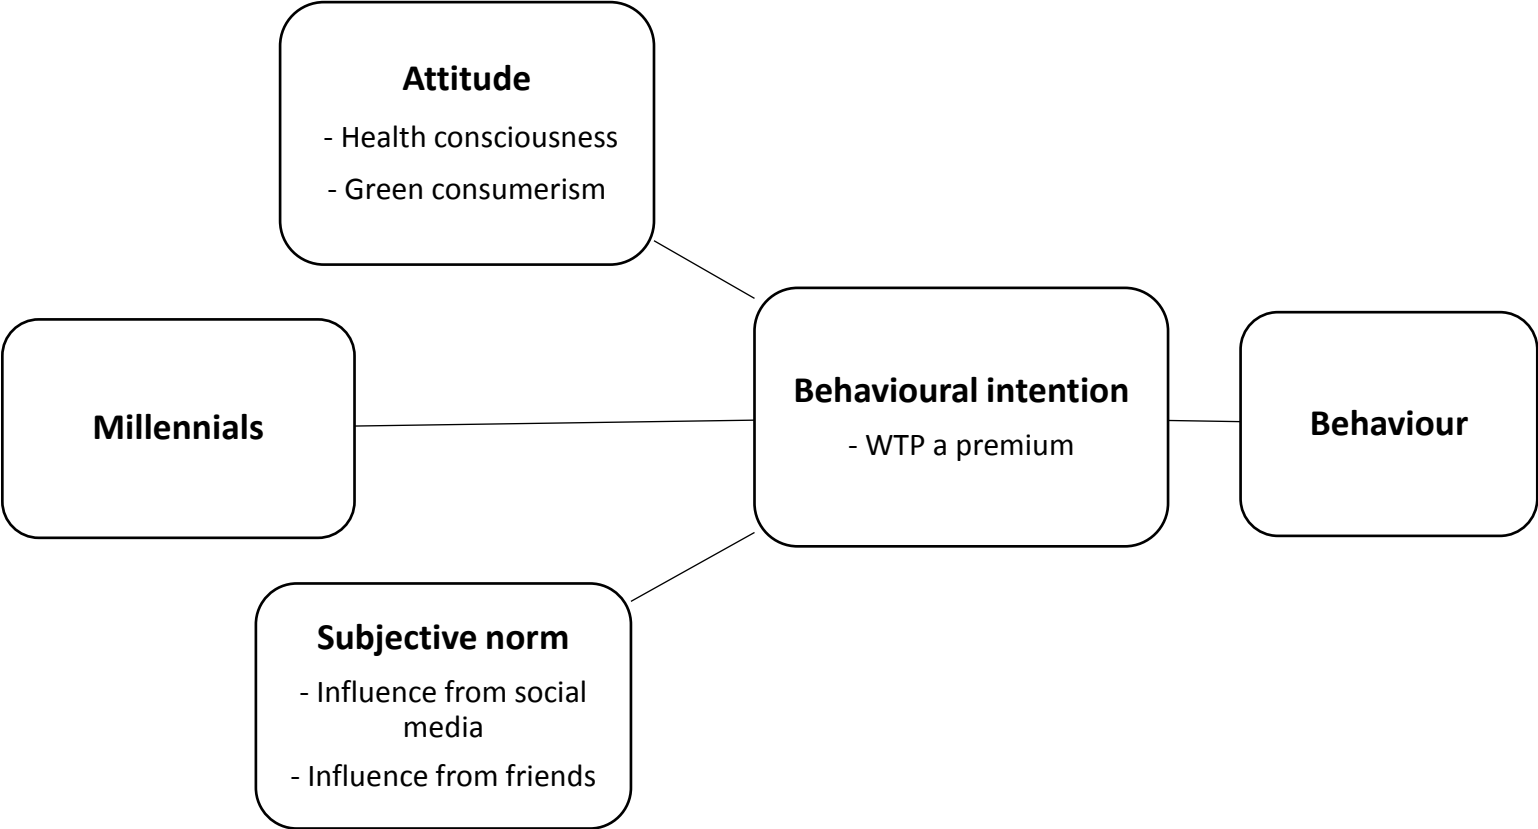 Attitude
- Health consciousness
- Green consumerism
Millennials
Behavioural intention
- WTP a premium
Behaviour
Subjective norm
- Influence from social
media
- Influence from friends